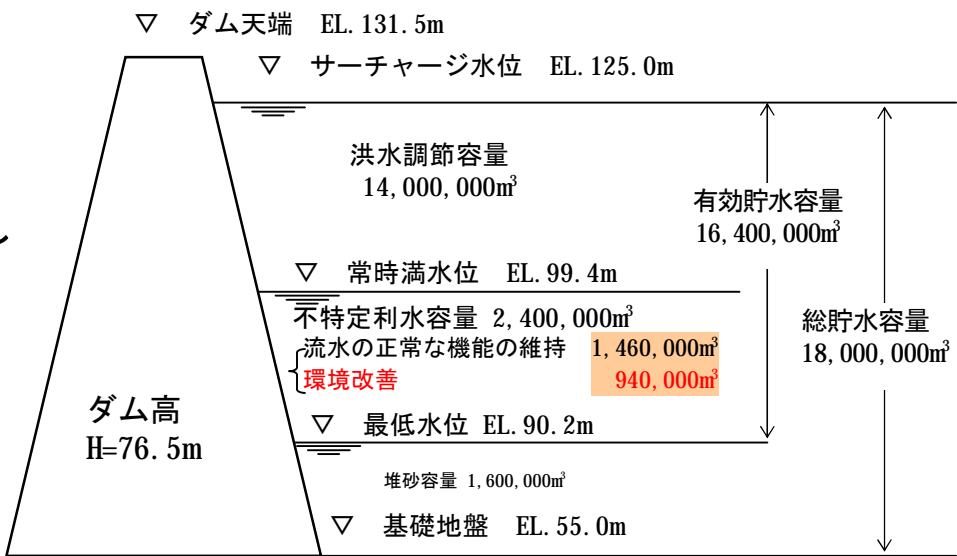 ▽ ダム天端 EL.131.5m
▽ サーチャージ水位 EL.125.0m
洪水調節容量
14,000,000m³
有効貯水容量
16,400,000m³
▽ 常時満水位 EL.99.4m
不特定利水容量 2,400,000m³
流水の正常な機能の維持 1,460,000m³
環境改善 940,000m³
総貯水容量
18,000,000m³
ダム高
H=76.5m
▽ 最低水位 EL.90.2m
堆砂容量 1,600,000m³
▽ 基礎地盤 EL.55.0m